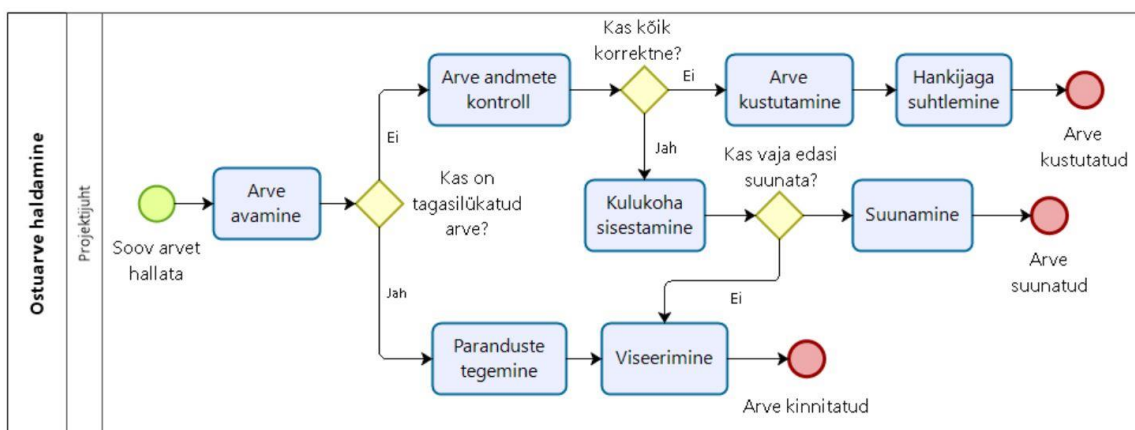 Ostuarve haldamine
Projektijuht
Soov arvet
hallata
Arve
avamine
Kas on
tagasilükatud
arve?
Ei
Jah
Arve andmete
kontroll
Kas kõik
korrektne?
Ei
Jah
Arve
kustutamine
Hankijaga
suhtlemine
Arve
kustutatud
Kulukoha
sisestamine
Kas vaja edasi
suunata?
Ei
Suunamine
Arve
suunatud
Paranduste
tegemine
Viseerimine
Arve kinnitatud